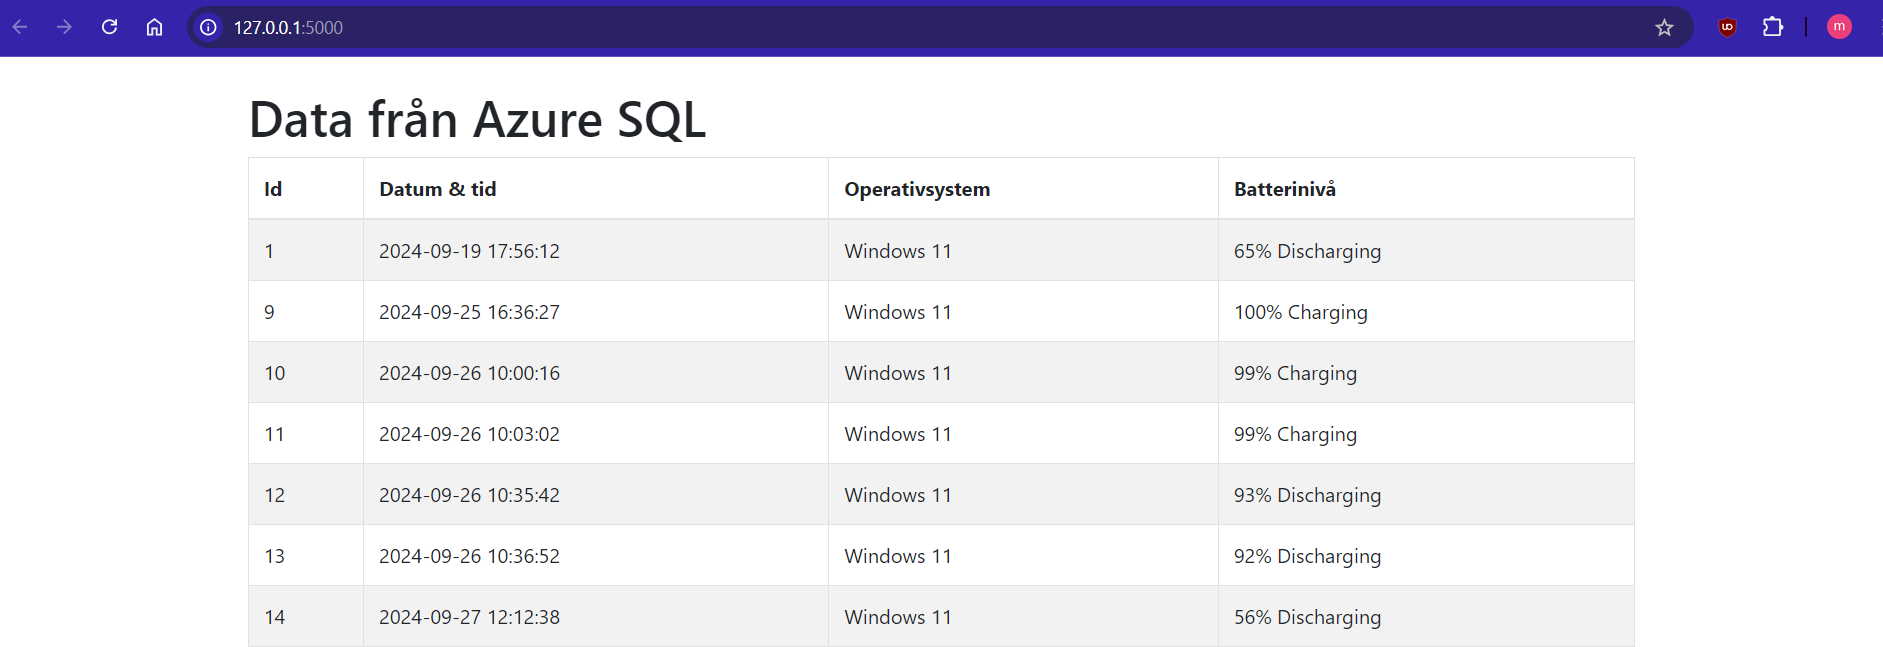 127.0.0.1:5000
m
Data från Azure SQL
Id Datum & tid Operativsystem Batterinivå
1 2024-09-19 17:56:12 Windows 11 65% Discharging
9 2024-09-25 16:36:27 Windows 11 100% Charging
10 2024-09-26 10:00:16 Windows 11 99% Charging
11 2024-09-26 10:03:02 Windows 11 99% Charging
12 2024-09-26 10:35:42 Windows 11 93% Discharging
13 2024-09-26 10:36:52 Windows 11 92% Discharging
14 2024-09-27 12:12:38 Windows 11 56% Discharging